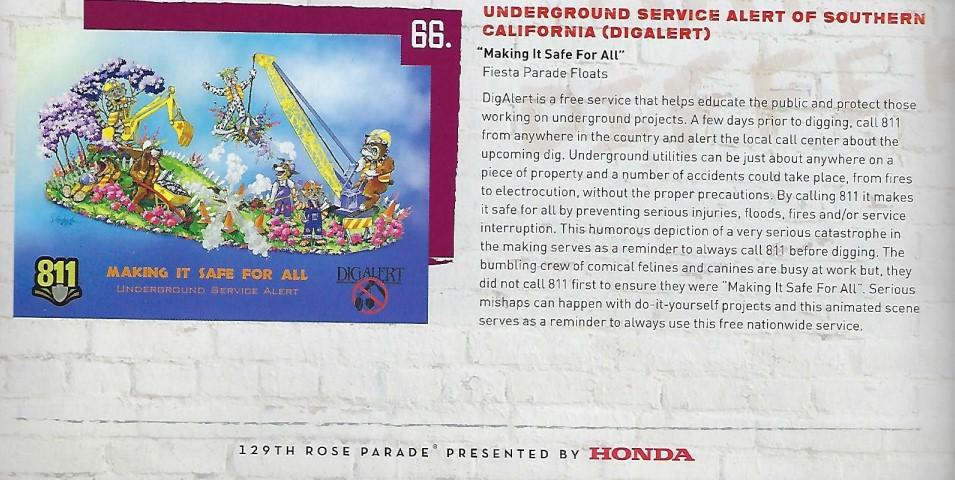 66.
UNDERGROUND SERVICE ALERT OF SOUTHERN
CALIFORNIA (DIGALERT)
"Making It Safe For All"
Fiesta Parade Floats
DigAlert is a free service that helps educate the public and protect those
working on underground projects. A few days prior to digging, call 811
from anywhere in the country and alert the local call center about the
upcoming dig. Underground utilities can be just about anywhere on a
piece of property and a number of accidents could take place, from fires
to electrocution, without the proper precautions. By calling 811 it makes
it safe for all by preventing serious injuries, floods, fires and/or service
interruption. This humorous depiction of a very serious catastrophe in
the making serves as a reminder to always call 811 before digging. The
bumbling crew of comical felines and canines are busy at work but, they
did not call 811 first to ensure they were "Making It Safe For All". Serious
mishaps can happen with do-it-yourself projects and this animated scene
serves as a reminder to always use this free nationwide service.
811
MAKING IT SAFE FOR ALL
UNDERGROUND SERVICE ALERT
DIGALERT
129TH ROSE PARADE® PRESENTED BY HONDA